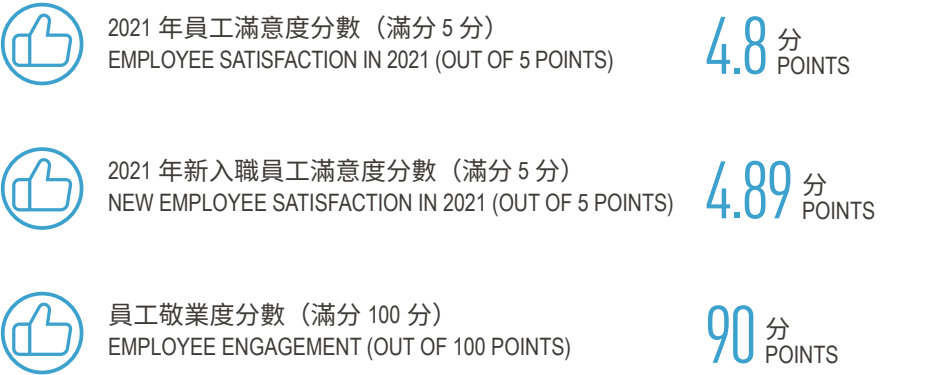 2021 年員工滿意度分數（滿分 5 分）
EMPLOYEE SATISFACTION IN 2021 (OUT OF 5 POINTS)
4.8 分
POINTS
2021 年新入職員工滿意度分數（滿分 5 分）
NEW EMPLOYEE SATISFACTION IN 2021 (OUT OF 5 POINTS)
4.89 分
POINTS
員工敬業度分數（滿分 100 分）
EMPLOYEE ENGAGEMENT (OUT OF 100 POINTS)
90 分
POINTS